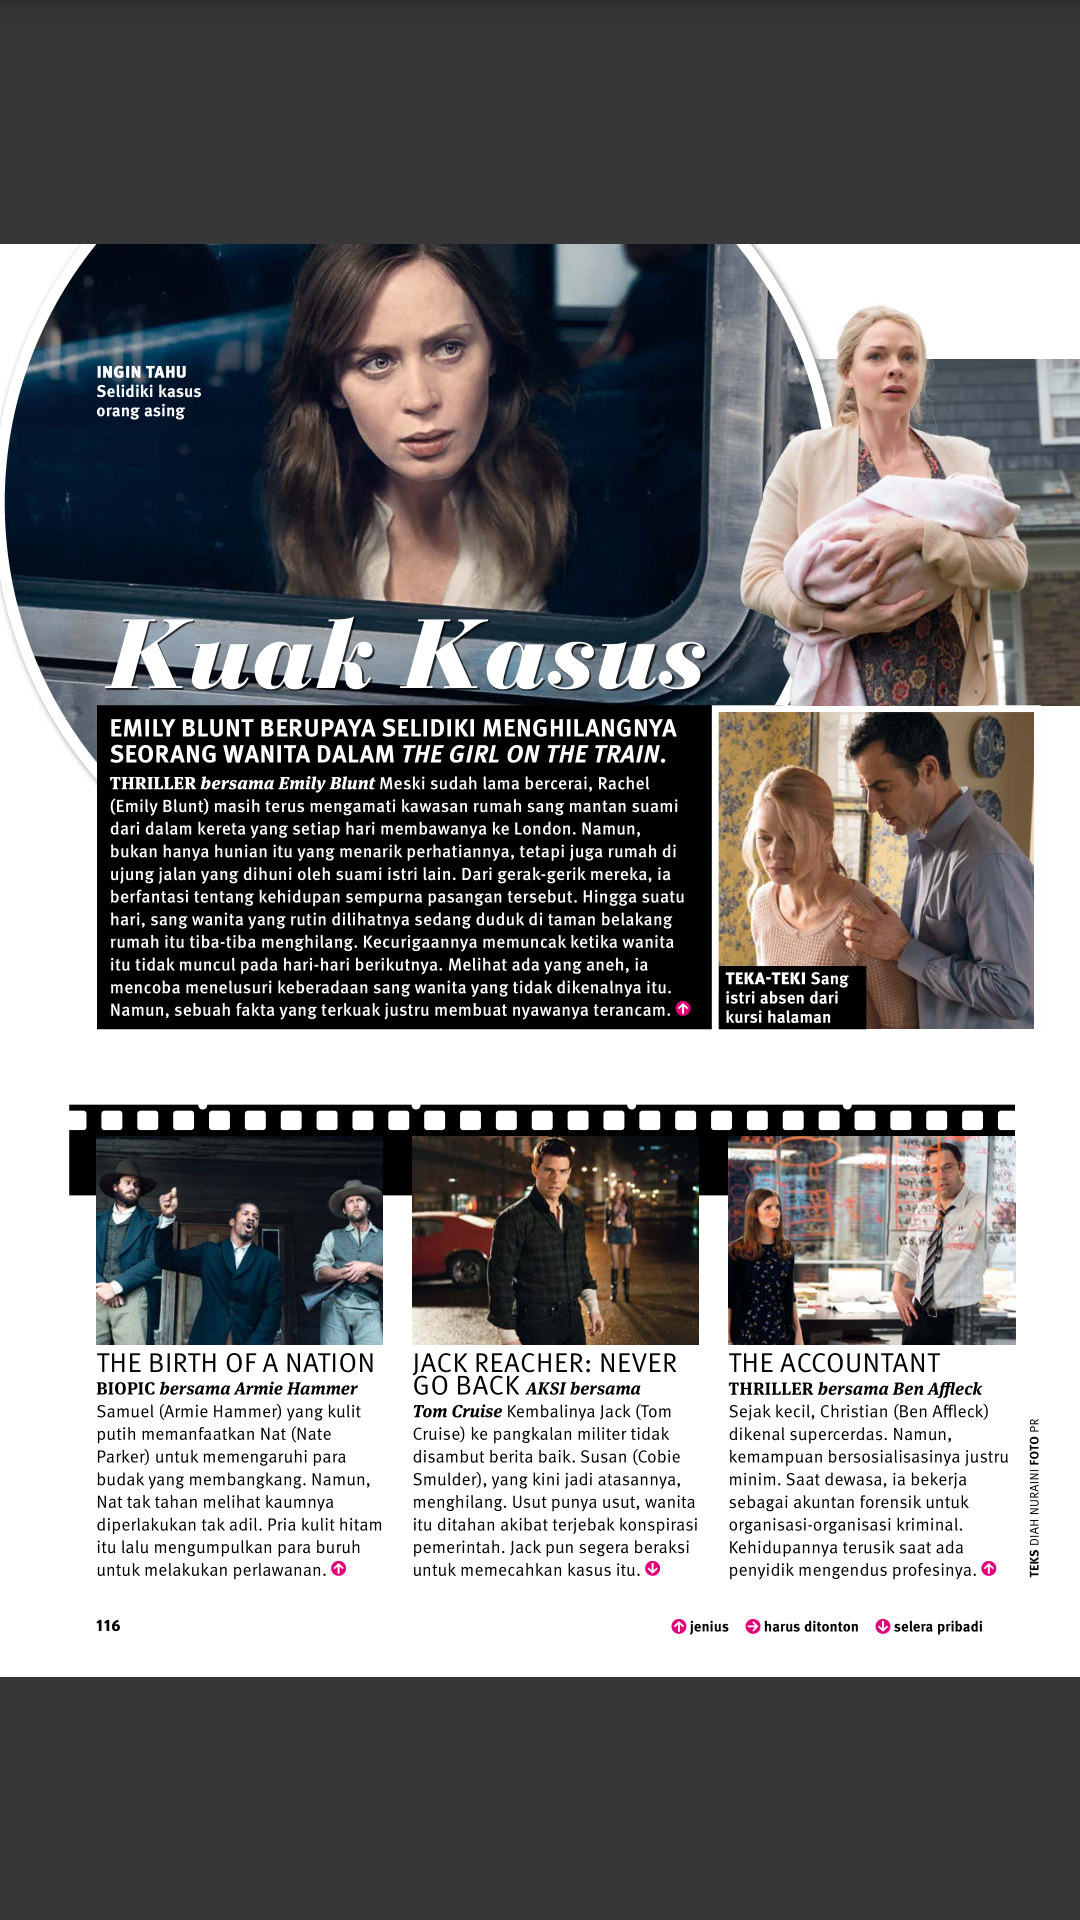 INGIN TAHU
Selidiki kasus
orang asing
Kuak Kasus
EMILY BLUNT BERUPAYA SELIDIKI MENGHILANGNYA
SEORANG WANITA DALAM THE GIRL ON THE TRAIN.
THRILLER bersama Emily Blunt Meski sudah lama bercerai, Rachel
(Emily Blunt) masih terus mengamati kawasan rumah sang mantan suami
dari dalam kereta yang setiap hari membawanya ke London. Namun,
bukan hanya hunian itu yang menarik perhatiannya, tetapi juga rumah di
ujung jalan yang dihuni oleh suami istri lain. Dari gerak-gerik mereka, ia
berfantasi tentang kehidupan sempurna pasangan tersebut. Hingga suatu
hari, sang wanita yang rutin dilihatnya sedang duduk di taman belakang
rumah itu tiba-tiba menghilang. Kecurigaannya memuncak ketika wanita
itu tidak muncul pada hari-hari berikutnya. Melihat ada yang aneh, ia
mencoba menelusuri keberadaan sang wanita yang tidak dikenalnya itu.
Namun, sebuah fakta yang terkuak justru membuat nyawanya terancam.
TEKA-TEKI Sang
istri absen dari
kursi halaman
THE BIRTH OF A NATION
BIOPIC bersama Armie Hammer
Samuel (Armie Hammer) yang kulit
putih memanfaatkan Nat (Nate
Parker) untuk memengaruhi para
budak yang membangkang. Namun,
Nat tak tahan melihat kaumnya
diperlakukan tak adil. Pria kulit hitam
itu lalu mengumpulkan para buruh
untuk melakukan perlawanan.
JACK REACHER: NEVER
GO BACK AKSI bersama
Tom Cruise Kembalinya Jack (Tom
Cruise) ke pangkalan militer tidak
disambut berita baik. Susan (Cobie
Smulder), yang kini jadi atasannya,
menghilang. Usut punya usut, wanita
itu ditahan akibat terjebak konspirasi
pemerintah. Jack pun segera beraksi
untuk memecahkan kasus itu.
THE ACCOUNTANT
THRILLER bersama Ben Affleck
Sejak kecil, Christian (Ben Affleck)
dikenal supercerdas. Namun,
kemampuan bersosialisasinya justru
minim. Saat dewasa, ia bekerja
sebagai akuntan forensik untuk
organisasi-organisasi kriminal.
Kehidupannya terusik saat ada
penyidik mengendus profesinya.
TEKS DIAH NURAINI FOTO PR
116
jenius harus ditonton selera pribadi